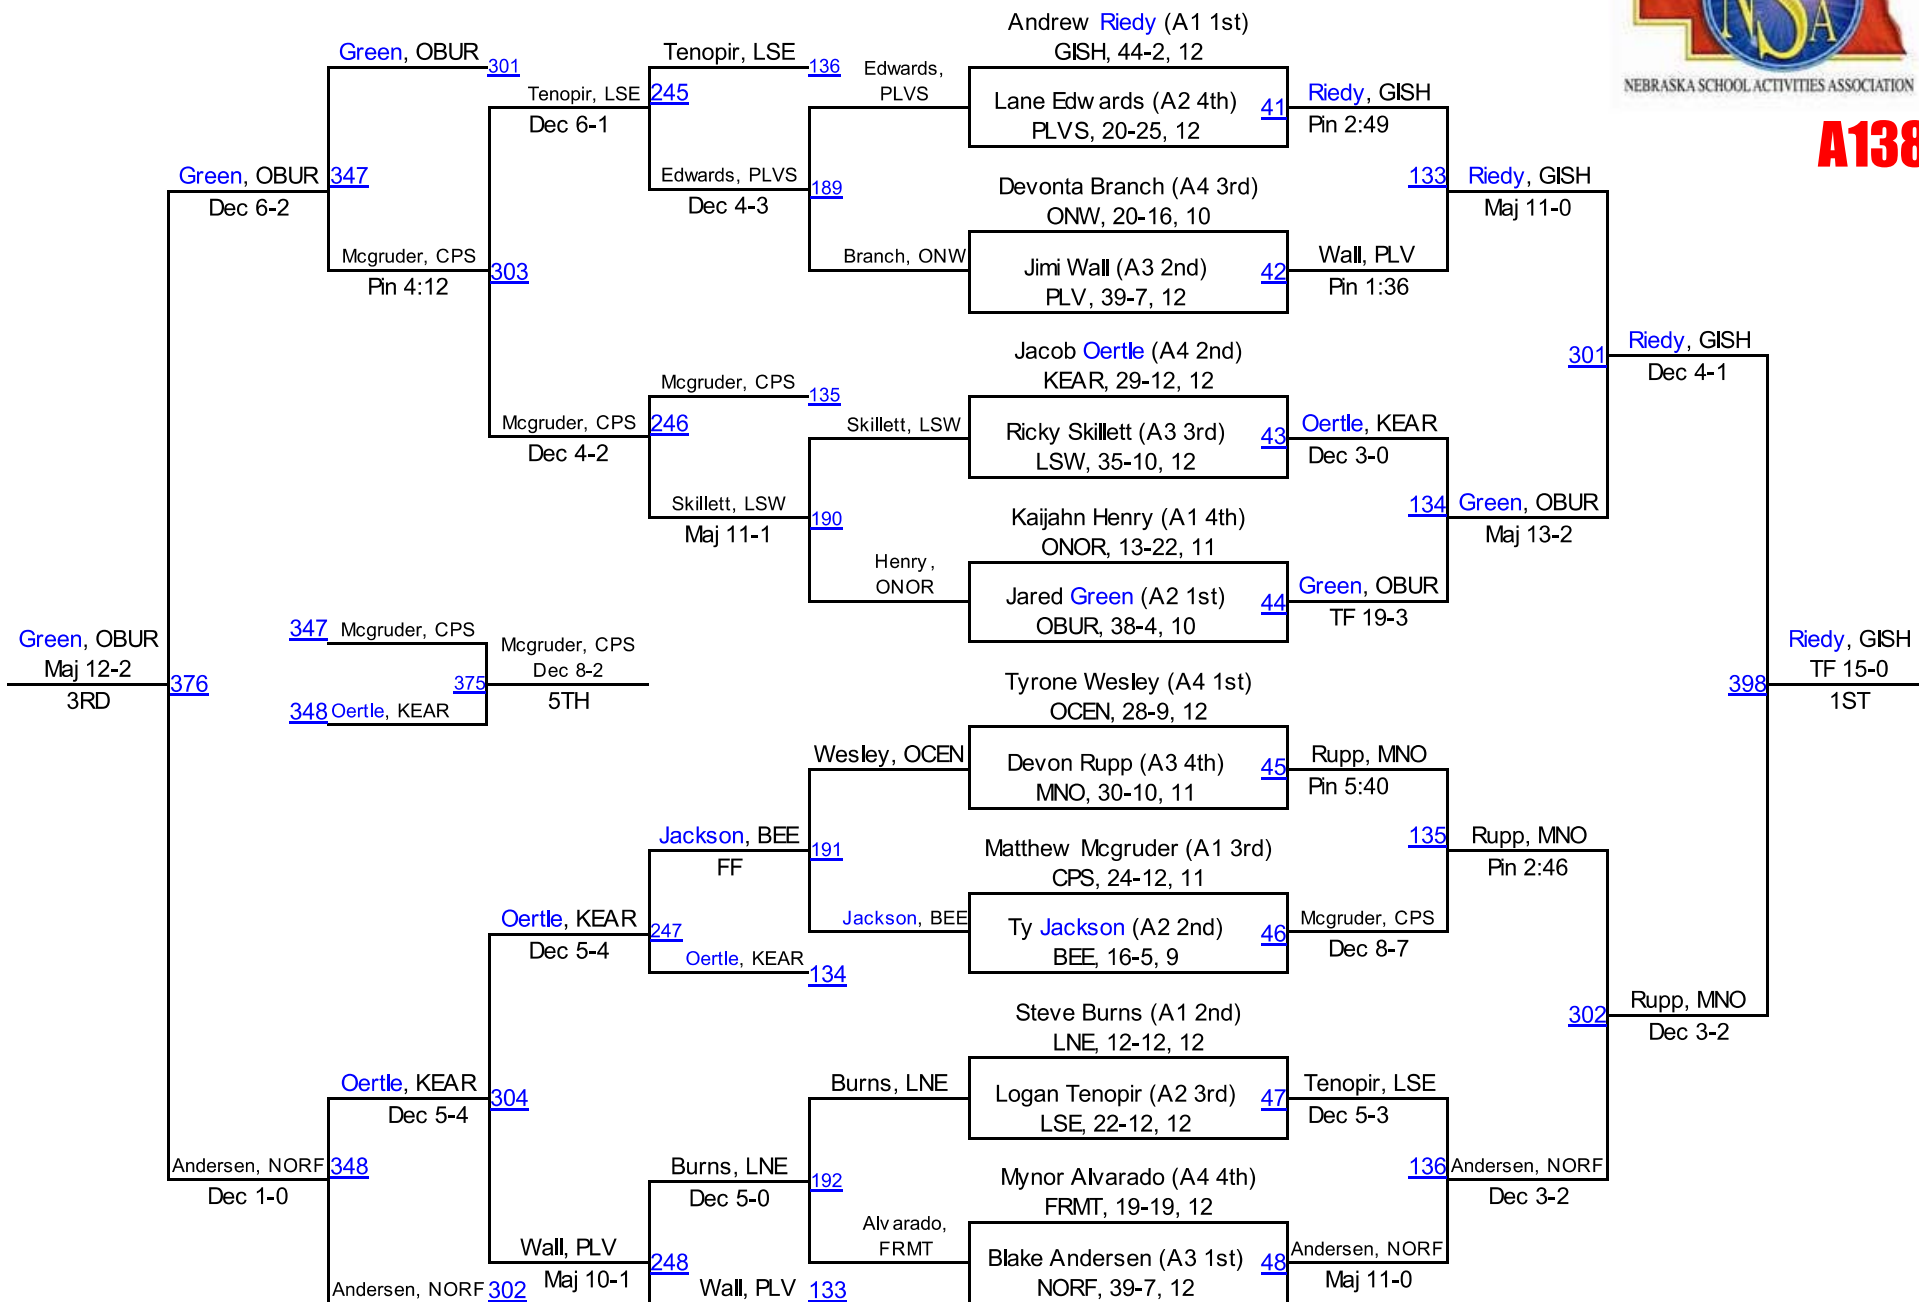 NSA
NEBRASKA SCHOOL ACTIVITIES ASSOCIATION
A138
Green, OBUR
301
Green, OBUR
347
Dec 6-2
Mcgruder, CPS
303
Pin 4:12
Tenopir, LSE
245
Dec 6-1
Tenopir, LSE
136
Edwards, PLVS
189
Dec 4-3
Edwards,
PLVS
Branch, ONW
Mcgruder, CPS
246
Dec 4-2
Mcgruder, CPS
135
Skillett, LSW
190
Maj 11-1
Skillett, LSW
Henry,
ONOR
Green, OBUR
Maj 12-2
376
3RD
347 Mcgruder, CPS
375
348 Oertle, KEAR
Mcgruder, CPS
Dec 8-2
5TH
Andersen, NORF
348
Dec 1-0
Oertle, KEAR
304
Dec 5-4
Andersen, NORF
302
Oertle, KEAR
247
Dec 5-4
Jackson, BEE
191
FF
Oertle, KEAR
134
Wesley, OCEN
Jackson, BEE
Wall, PLV
248
Maj 10-1
Burns, LNE
192
Dec 5-0
Wall, PLV
133
Burns, LNE
Alvarado,
FRMT
Andrew Riedy (A1 1st)
GISH, 44-2, 12
Lane Edwards (A2 4th)
PLVS, 20-25, 12
41
Devonta Branch (A4 3rd)
ONW, 20-16, 10
Jimi Wall (A3 2nd)
PLV, 39-7, 12
42
Jacob Oertle (A4 2nd)
KEAR, 29-12, 12
Ricky Skillett (A3 3rd)
LSW, 35-10, 12
43
Kaijahn Henry (A1 4th)
ONOR, 13-22, 11
Jared Green (A2 1st)
OBUR, 38-4, 10
44
Tyrone Wesley (A4 1st)
OCEN, 28-9, 12
Devon Rupp (A3 4th)
MNO, 30-10, 11
45
Matthew Mcgruder (A1 3rd)
CPS, 24-12, 11
Ty Jackson (A2 2nd)
BEE, 16-5, 9
46
Steve Burns (A1 2nd)
LNE, 12-12, 12
Logan Tenopir (A2 3rd)
LSE, 22-12, 12
47
Mynor Alvarado (A4 4th)
FRMT, 19-19, 12
Blake Andersen (A3 1st)
NORF, 39-7, 12
48
Riedy, GISH
Pin 2:49
133
Wall, PLV
Pin 1:36
Oertle, KEAR
Dec 3-0
134
Green, OBUR
TF 19-3
Rupp, MNO
Pin 5:40
135
Mcgruder, CPS
Dec 8-7
Tenopir, LSE
Dec 5-3
136
Andersen, NORF
Maj 11-0
Riedy, GISH
Maj 11-0
301
Green, OBUR
Maj 13-2
Rupp, MNO
Pin 2:46
302
Andersen, NORF
Dec 3-2
Riedy, GISH
Dec 4-1
398
Rupp, MNO
Dec 3-2
Riedy, GISH
TF 15-0
1ST